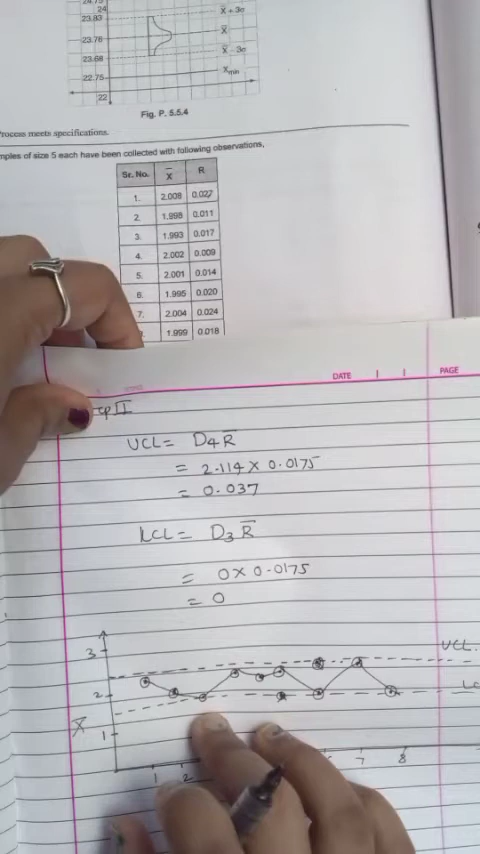 24
X̄ + 3σ
23.83
23.76
X̄
23.68
X̄ - 3σ
22.75
Xmin
22
Fig. P. 5.5.4
Process meets specifications.
mples of size 5 each have been collected with following observations,
Sr. No. X̄ R
1. 2.008 0.027
2. 1.998 0.011
3. 1.993 0.017
4. 2.002 0.009
5. 2.001 0.014
6. 1.995 0.020
7. 2.004 0.024
1.999 0.018
DATE PAGE
UCL = D4 R̄
= 2.114 × 0.0175
= 0.037
LCL = D3 R̄
= 0 × 0.0175
= 0
3
UCL.
2
X̄
1
1 2 7 8